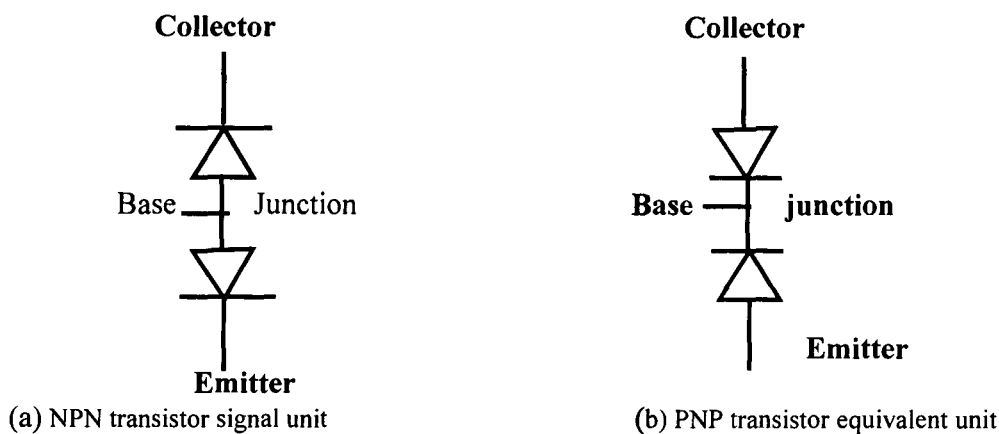 Collector
Collector
Base Junction
Base junction
Emitter
Emitter
(a) NPN transistor signal unit
(b) PNP transistor equivalent unit